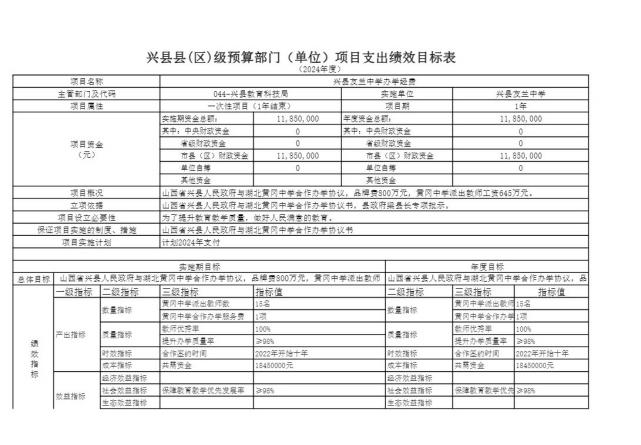 兴县县(区)级预算部门（单位）项目支出绩效目标表
（2024年度）
项目名称 兴县友兰中学办学经费
主管部门及代码 044-兴县教育科技局 实施单位 兴县友兰中学
项目属性 一次性项目（1年结束） 项目期 1年
项目资金（元） 实施期资金总额： 11,850,000 年度资金总额： 11,850,000
其中：中央财政资金 0 其中：中央财政资金 0
省级财政资金 0 省级财政资金 0
市县（区）财政资金 11,850,000 市县（区）财政资金 11,850,000
单位自筹 0 单位自筹 0
其他资金 其他资金
项目概况 山西省兴县人民政府与湖北黄冈中学合作办学协议，品牌费800万元，黄冈中学派出教师工资645万元。
立项依据 山西省兴县人民政府与湖北黄冈中学合作办学协议书，县政府梁县长专项批示。
项目设立必要性 为了提升教育教学质量，做好人民满意的教育。
保证项目实施的制度、措施 山西省兴县人民政府与湖北黄冈中学合作办学协议书
项目实施计划 计划2024年支付
实施期目标 年度目标
总体目标 山西省兴县人民政府与湖北黄冈中学合作办学协议，品牌费800万元，黄冈中学派出教师 山西省兴县人民政府与湖北黄冈中学合作办学协议，品
绩效指标 一级指标 二级指标 三级指标 指标值 二级指标 三级指标 指标值
产出指标 数量指标 黄冈中学派出教师数 15名 数量指标 黄冈中学派出教师 15名
黄冈中学合作办学服务费 1项 黄冈中学合作办学 1项
质量指标 教师优秀率 100% 质量指标 教师优秀率 100%
提升办学质量率 ≥98% 提升办学质量率 ≥98%
时效指标 合作签约时间 2022年开始十年 时效指标 合作签约时间 2022年开始十年
成本指标 共需资金 18450000元 成本指标 共需资金 18450000元
效益指标 经济效益指标 经济效益指标
社会效益指标 保障教育教学优先发展率 ≥98% 社会效益指标 保障教育教学优先 ≥98%
生态效益指标 生态效益指标